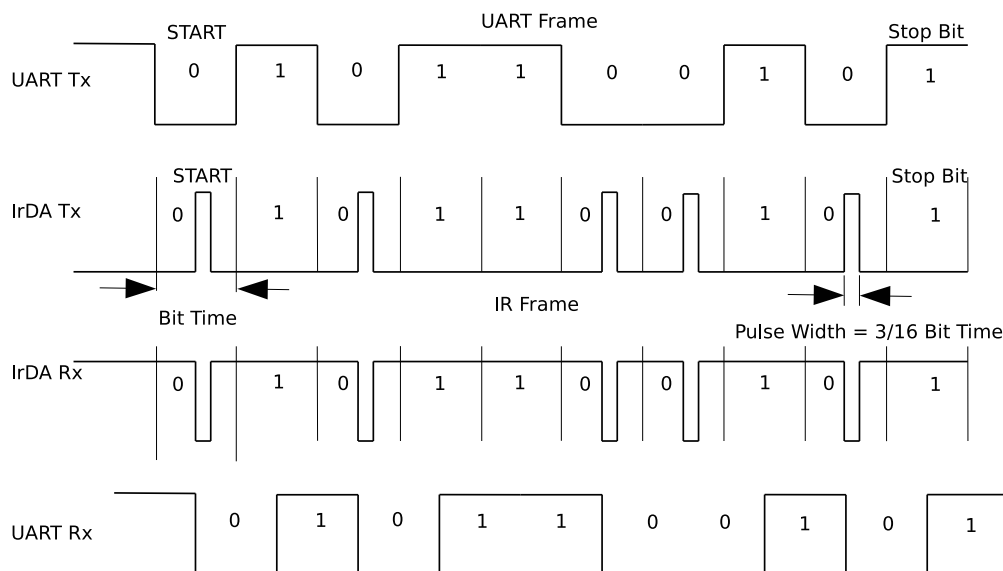 START
UART Frame
Stop Bit
UART Tx
0 1 0 1 1 0 0 1 0 1
START
Stop Bit
IrDA Tx
0 1 0 1 1 0 0 1 0 1
Bit Time
IR Frame
Pulse Width = 3/16 Bit Time
IrDA Rx
0 1 0 1 1 0 0 1 0 1
UART Rx
0 1 0 1 1 0 0 1 0 1